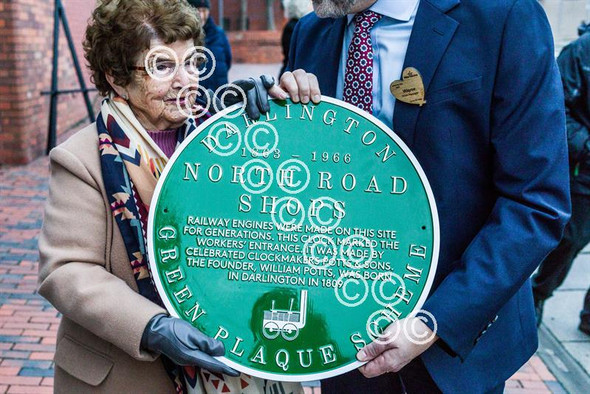 DARLINGTON
1863 - 1966
NORTH ROAD
SHOPS
RAILWAY ENGINES WERE MADE ON THIS SITE
FOR GENERATIONS. THIS CLOCK MARKED THE
WORKERS' ENTRANCE. IT WAS MADE BY
CELEBRATED CLOCKMAKERS POTTS & SONS.
THE FOUNDER, WILLIAM POTTS, WAS BORN
IN DARLINGTON IN 1809
GREEN PLAQUE SCHEME